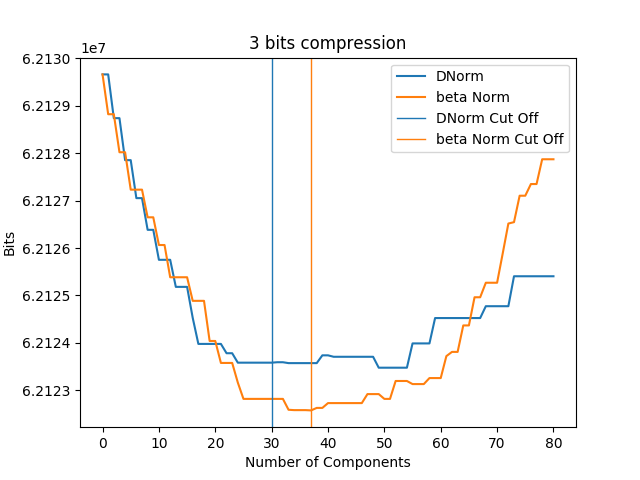 3 bits compression
1e7
6.2130
6.2129
6.2128
6.2127
6.2126
6.2125
6.2124
6.2123
Bits
DNorm
beta Norm
DNorm Cut Off
beta Norm Cut Off
0 10 20 30 40 50 60 70 80
Number of Components